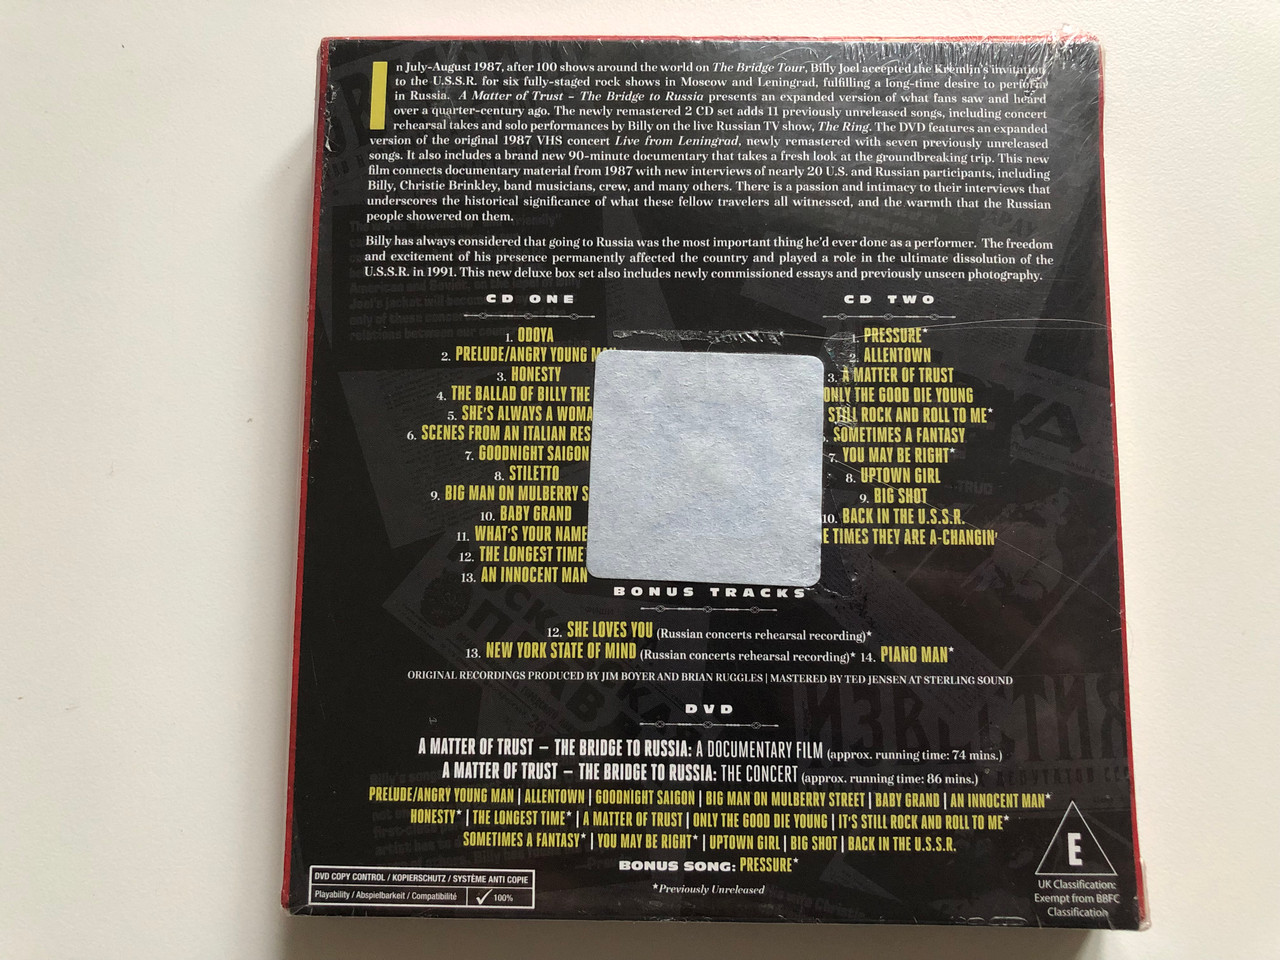 In July-August 1987, after 100 shows around the world on The Bridge Tour, Billy Joel accepted the Kremlin's invitation
to the U.S.S.R. for six fully-staged rock shows in Moscow and Leningrad, fulfilling a long-time desire to perform
in Russia. A Matter of Trust – The Bridge to Russia presents an expanded version of what fans saw and heard
over a quarter-century ago. The newly remastered 2 CD set adds 11 previously unreleased songs, including concert
rehearsal takes and solo performances by Billy on the live Russian TV show, The Ring. The DVD features an expanded
version of the original 1987 VHS concert Live from Leningrad, newly remastered with seven previously unreleased
songs. It also includes a brand new 90-minute documentary that takes a fresh look at the groundbreaking trip. This new
film connects documentary material from 1987 with new interviews of nearly 20 U.S. and Russian participants, including
Billy, Christie Brinkley, band musicians, crew, and many others. There is a passion and intimacy to their interviews that
underscores the historical significance of what these fellow travelers all witnessed, and the warmth that the Russian
people showered on them.
Billy has always considered that going to Russia was the most important thing he'd ever done as a performer. The freedom
and excitement of his presence permanently affected the country and played a role in the ultimate dissolution of the
U.S.S.R. in 1991. This new deluxe box set also includes newly commissioned essays and previously unseen photography.
CD ONE
1. ODOYA
2. PRELUDE/ANGRY YOUNG
3. HONESTY
4. THE BALLAD OF BILLY THE
5. SHE'S ALWAYS A WOMA
6. SCENES FROM AN ITALIAN RES
7. GOODNIGHT SAIGON
8. STILETTO
9. BIG MAN ON MULBERRY S
10. BABY GRAND
11. WHAT'S YOUR NAME
12. THE LONGEST TIME
13. AN INNOCENT MAN
CD TWO
1. PRESSURE*
2. ALLENTOWN
3. A MATTER OF TRUST
ONLY THE GOOD DIE YOUNG
STILL ROCK AND ROLL TO ME*
SOMETIMES A FANTASY
7. YOU MAY BE RIGHT*
8. UPTOWN GIRL
9. BIG SHOT
10. BACK IN THE U.S.S.R.
E TIMES THEY ARE A-CHANGIN'
BONUS TRACKS
12. SHE LOVES YOU (Russian concerts rehearsal recording)*
13. NEW YORK STATE OF MIND (Russian concerts rehearsal recording)* 14. PIANO MAN*
ORIGINAL RECORDINGS PRODUCED BY JIM BOYER AND BRIAN RUGGLES | MASTERED BY TED JENSEN AT STERLING SOUND
DVD
A MATTER OF TRUST – THE BRIDGE TO RUSSIA: A DOCUMENTARY FILM (approx. running time: 74 mins.)
A MATTER OF TRUST – THE BRIDGE TO RUSSIA: THE CONCERT (approx. running time: 86 mins.)
PRELUDE/ANGRY YOUNG MAN | ALLENTOWN | GOODNIGHT SAIGON | BIG MAN ON MULBERRY STREET | BABY GRAND | AN INNOCENT MAN*
HONESTY* | THE LONGEST TIME* | A MATTER OF TRUST | ONLY THE GOOD DIE YOUNG | IT'S STILL ROCK AND ROLL TO ME*
SOMETIMES A FANTASY* | YOU MAY BE RIGHT* | UPTOWN GIRL | BIG SHOT | BACK IN THE U.S.S.R.
BONUS SONG: PRESSURE*
*Previously Unreleased
DVD COPY CONTROL / KOPIERSCHUTZ / SYSTÈME ANTI COPIE
Playability / Abspielbarkeit / Compatibilité 100%
E
UK Classification:
Exempt from BBFC
Classification
ИЗВЕСТИЯ